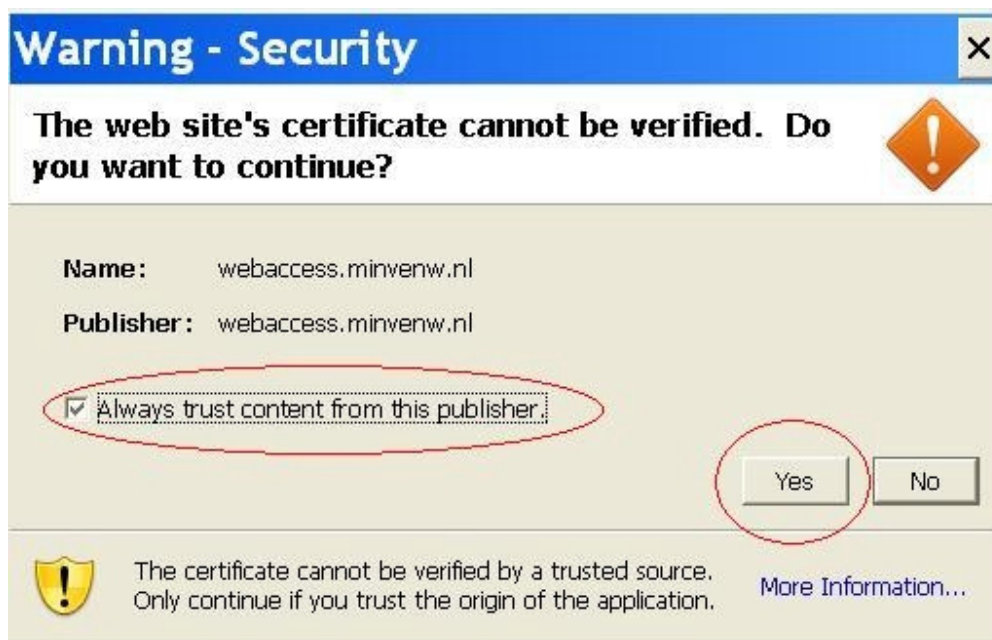 Warning - Security
The web site's certificate cannot be verified. Do
you want to continue?
Name: webaccess.minvenw.nl
Publisher: webaccess.minvenw.nl
Always trust content from this publisher.
Yes No
The certificate cannot be verified by a trusted source.
Only continue if you trust the origin of the application.
More Information...